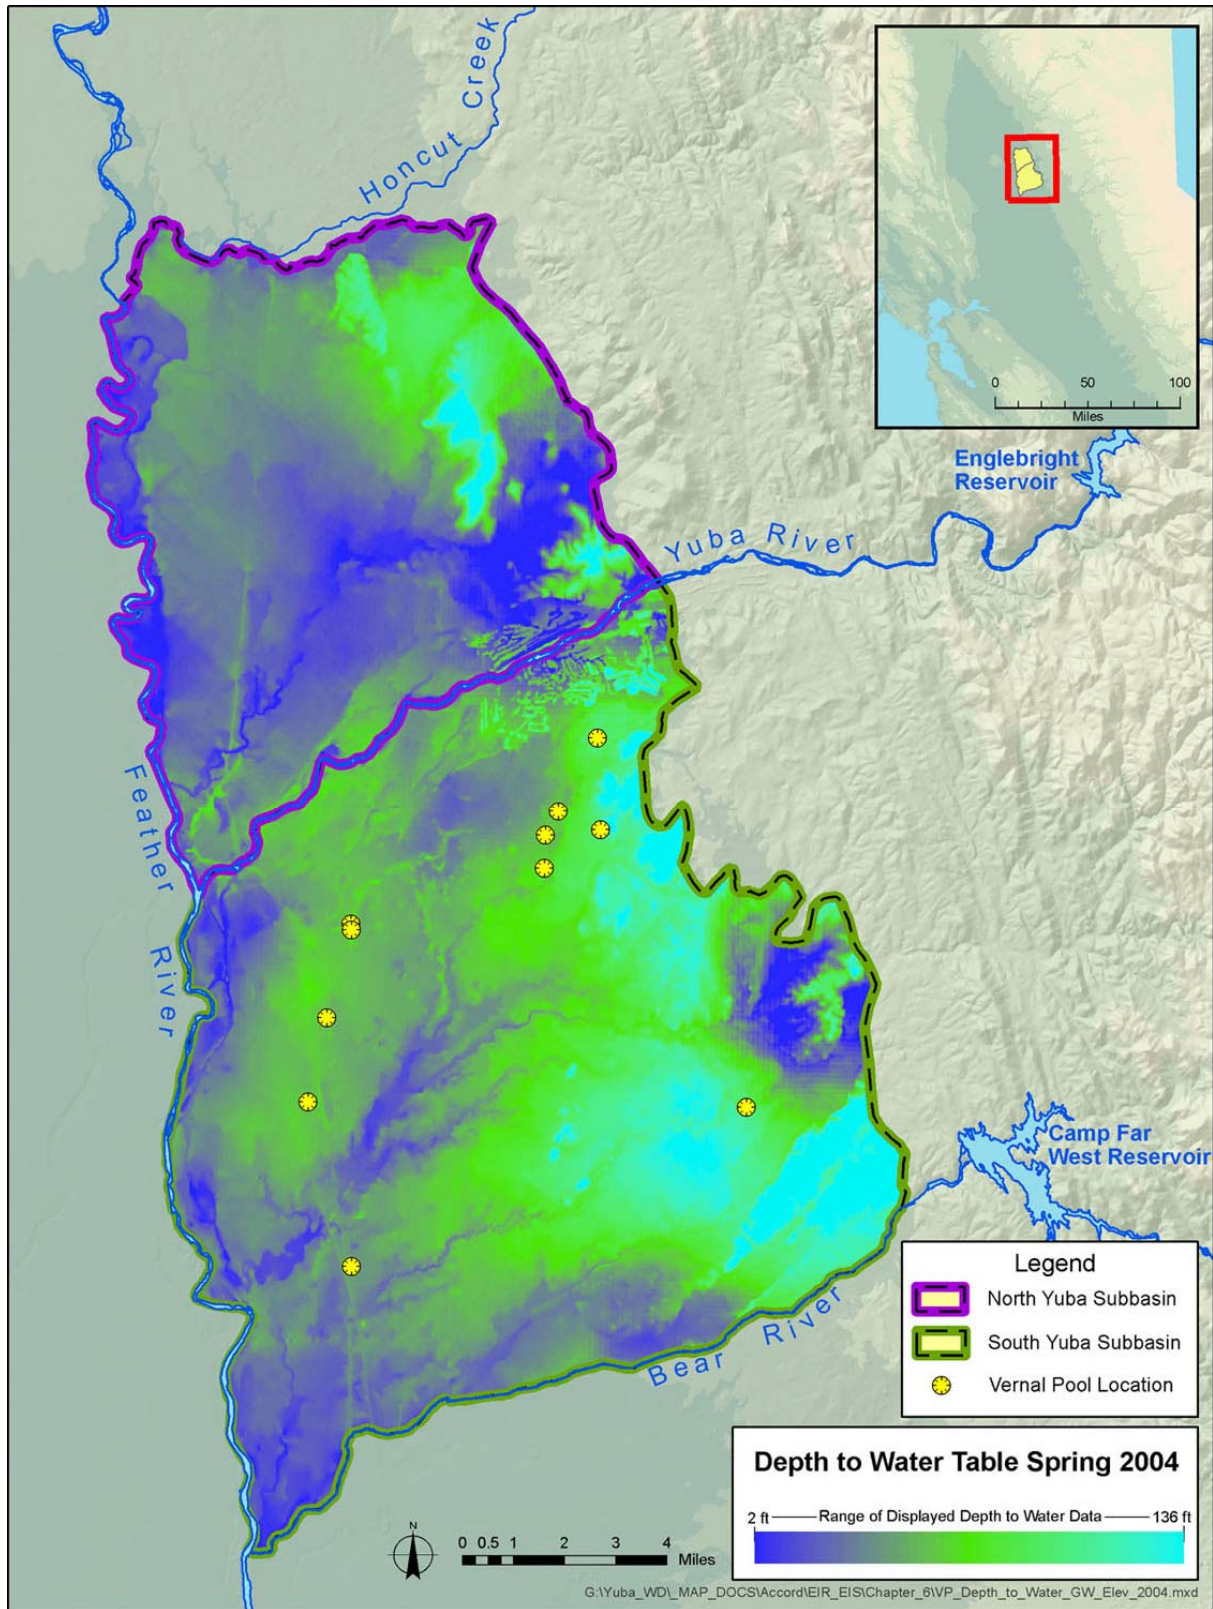 Honcut Creek
0 50 100
Miles
Englebright
Reservoir
Yuba River
Feather River
Camp Far
West Reservoir
Bear River
Legend
North Yuba Subbasin
South Yuba Subbasin
Vernal Pool Location
Depth to Water Table Spring 2004
2 ft Range of Displayed Depth to Water Data 136 ft
N
0 0.5 1 2 3 4 Miles
G:\Yuba_WD\_MAP_DOCS\Accord\EIR_EIS\Chapter_6\VP_Depth_to_Water_GW_Elev_2004.mxd